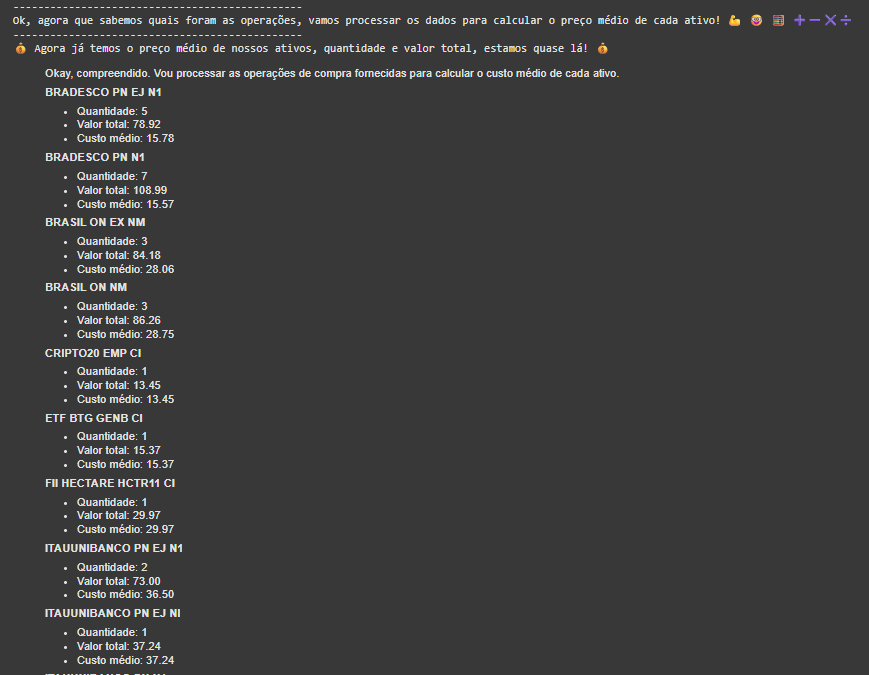 ----------------------------------------------
Ok, agora que sabemos quais foram as operações, vamos processar os dados para calcular o preço médio de cada ativo! 💪 🤑 🧮 ➕➖✖️➗
----------------------------------------------
💰 Agora já temos o preço médio de nossos ativos, quantidade e valor total, estamos quase lá! 💰
Okay, compreendido. Vou processar as operações de compra fornecidas para calcular o custo médio de cada ativo.
BRADESCO PN EJ N1
• Quantidade: 5
• Valor total: 78.92
• Custo médio: 15.78
BRADESCO PN N1
• Quantidade: 7
• Valor total: 108.99
• Custo médio: 15.57
BRASIL ON EX NM
• Quantidade: 3
• Valor total: 84.18
• Custo médio: 28.06
BRASIL ON NM
• Quantidade: 3
• Valor total: 86.26
• Custo médio: 28.75
CRIPTO20 EMP CI
• Quantidade: 1
• Valor total: 13.45
• Custo médio: 13.45
ETF BTG GENB CI
• Quantidade: 1
• Valor total: 15.37
• Custo médio: 15.37
FII HECTARE HCTR11 CI
• Quantidade: 1
• Valor total: 29.97
• Custo médio: 29.97
ITAUUNIBANCO PN EJ N1
• Quantidade: 2
• Valor total: 73.00
• Custo médio: 36.50
ITAUUNIBANCO PN EJ NI
• Quantidade: 1
• Valor total: 37.24
• Custo médio: 37.24